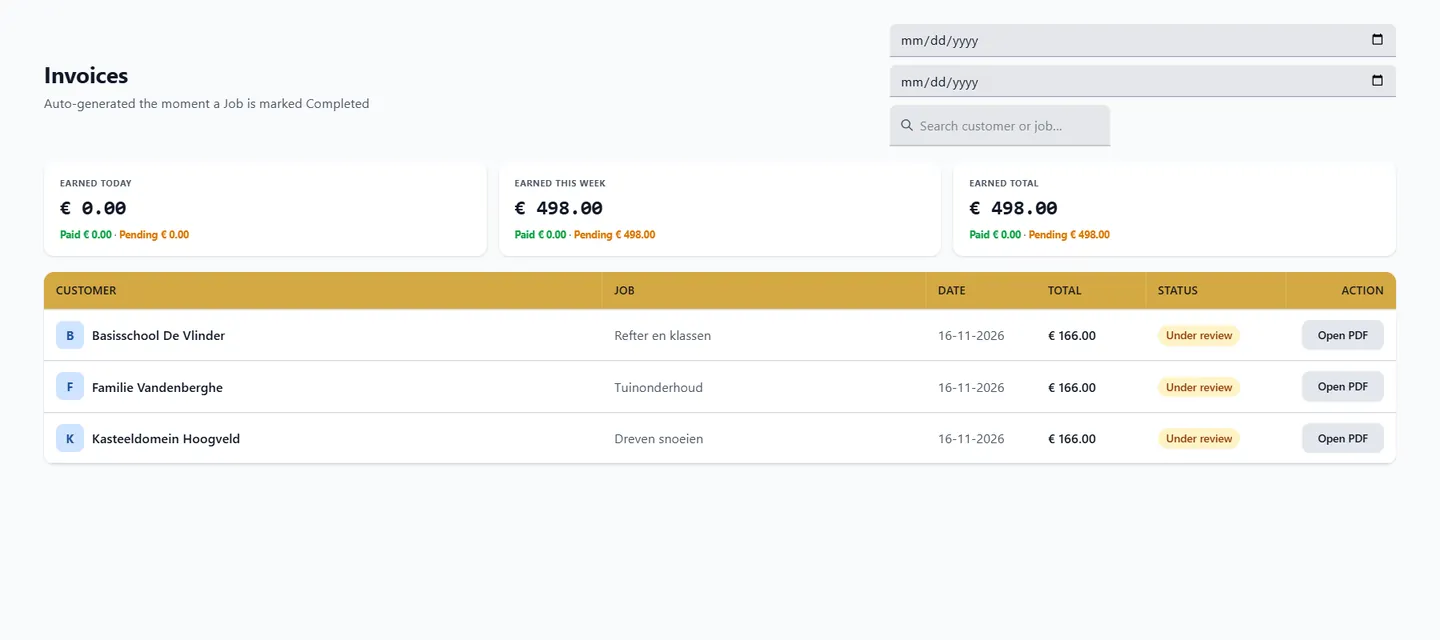 mm/dd/yyyy
Invoices
mm/dd/yyyy
Auto-generated the moment a Job is marked Completed
Search customer or job...
EARNED TODAY
€ 0.00
Paid € 0.00 · Pending € 0.00
EARNED THIS WEEK
€ 498.00
Paid € 0.00 · Pending € 498.00
EARNED TOTAL
€ 498.00
Paid € 0.00 · Pending € 498.00
CUSTOMER JOB DATE TOTAL STATUS ACTION
B Basisschool De Vlinder Refter en klassen 16-11-2026 € 166.00 Under review Open PDF
F Familie Vandenberghe Tuinonderhoud 16-11-2026 € 166.00 Under review Open PDF
K Kasteeldomein Hoogveld Dreven snoeien 16-11-2026 € 166.00 Under review Open PDF